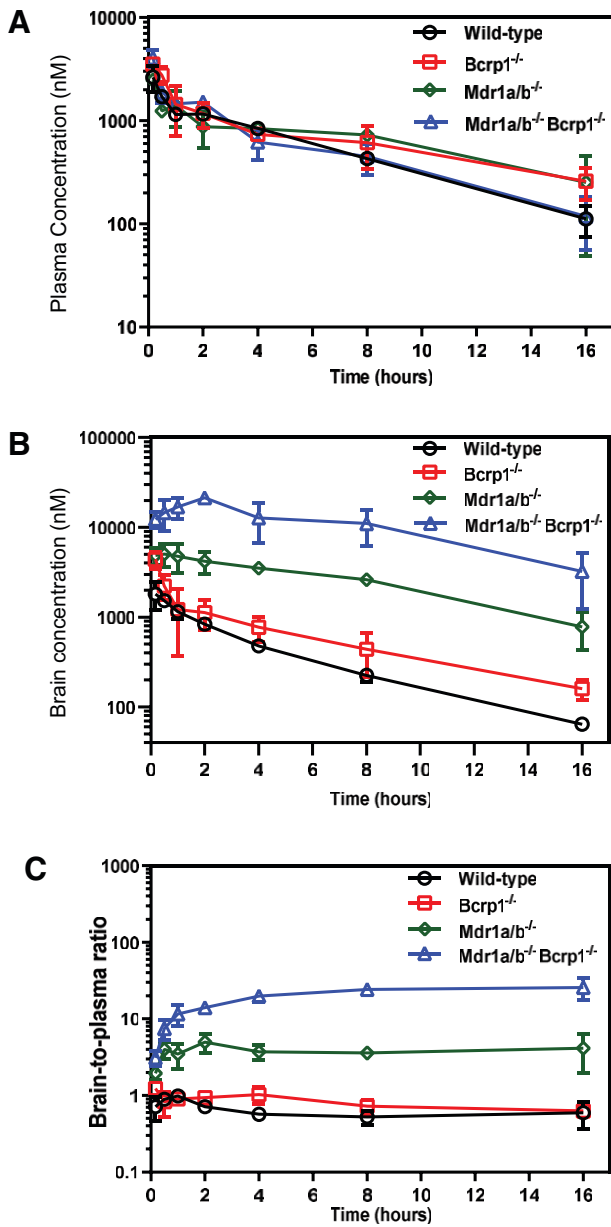 A
Plasma Concentration (nM)
10000
1000
100
10
Wild-type
Bcrp1-/-
Mdr1a/b-/-
Mdr1a/b-/- Bcrp1-/-
0 2 4 6 8 10 12 14 16
Time (hours)
B
Brain concentration (nM)
100000
10000
1000
100
Wild-type
Bcrp1-/-
Mdr1a/b-/-
Mdr1a/b-/- Bcrp1-/-
0 2 4 6 8 10 12 14 16
Time (hours)
C
Brain-to-plasma ratio
1000
100
10
1
0.1
Wild-type
Bcrp1-/-
Mdr1a/b-/-
Mdr1a/b-/- Bcrp1-/-
0 2 4 6 8 10 12 14 16
Time (hours)